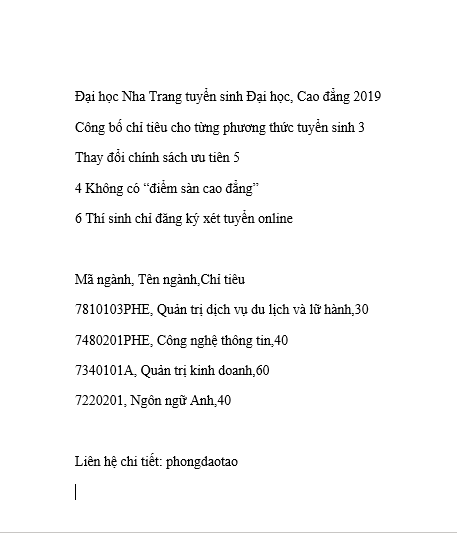 Đại học Nha Trang tuyển sinh Đại học, Cao đẳng 2019
Công bố chỉ tiêu cho từng phương thức tuyển sinh 3
Thay đổi chính sách ưu tiên 5
4 Không có “điểm sàn cao đẳng”
6 Thí sinh chỉ đăng ký xét tuyển online
Mã ngành, Tên ngành,Chỉ tiêu
7810103PHE, Quản trị dịch vụ du lịch và lữ hành,30
7480201PHE, Công nghệ thông tin,40
7340101A, Quản trị kinh doanh,60
7220201, Ngôn ngữ Anh,40
Liên hệ chi tiết: phongdaotao